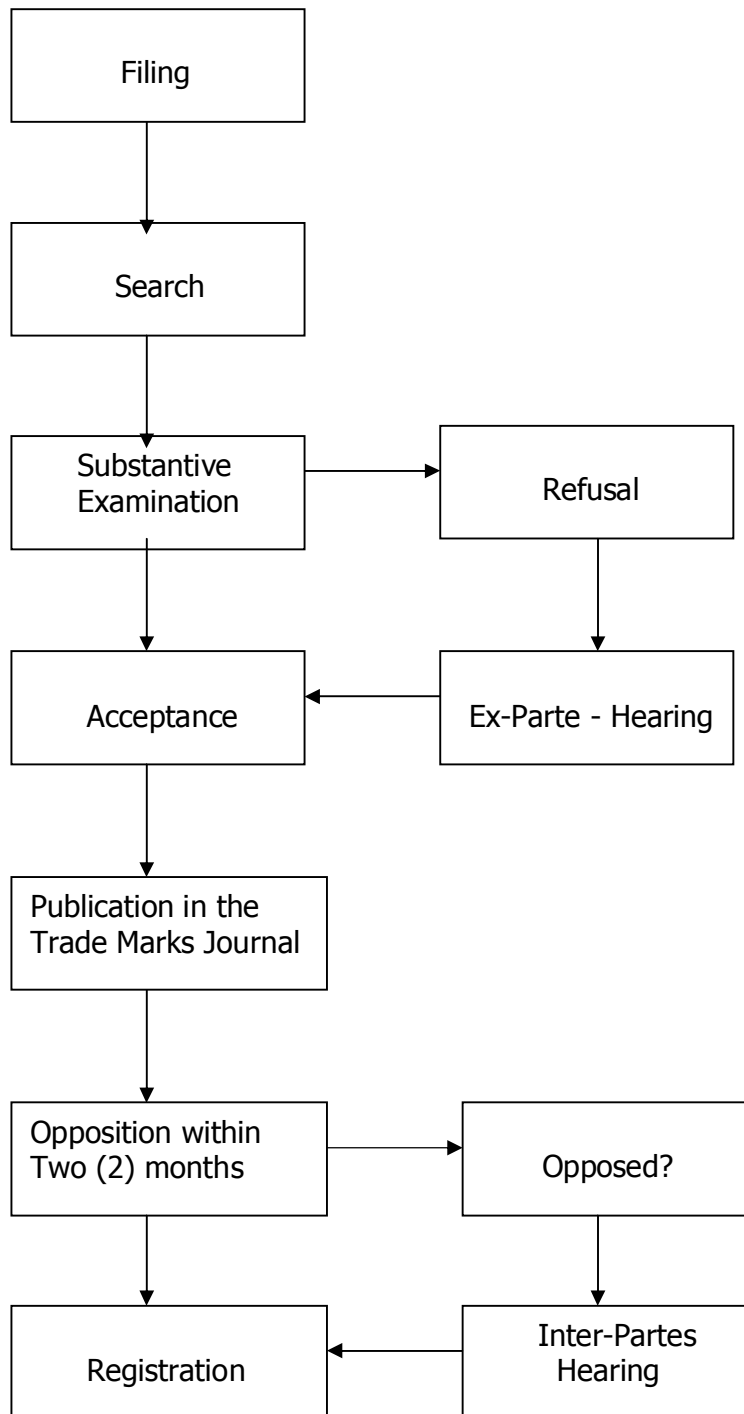 Filing
Search
Substantive
Examination
Refusal
Acceptance
Ex-Parte - Hearing
Publication in the
Trade Marks Journal
Opposition within
Two (2) months
Opposed?
Registration
Inter-Partes
Hearing